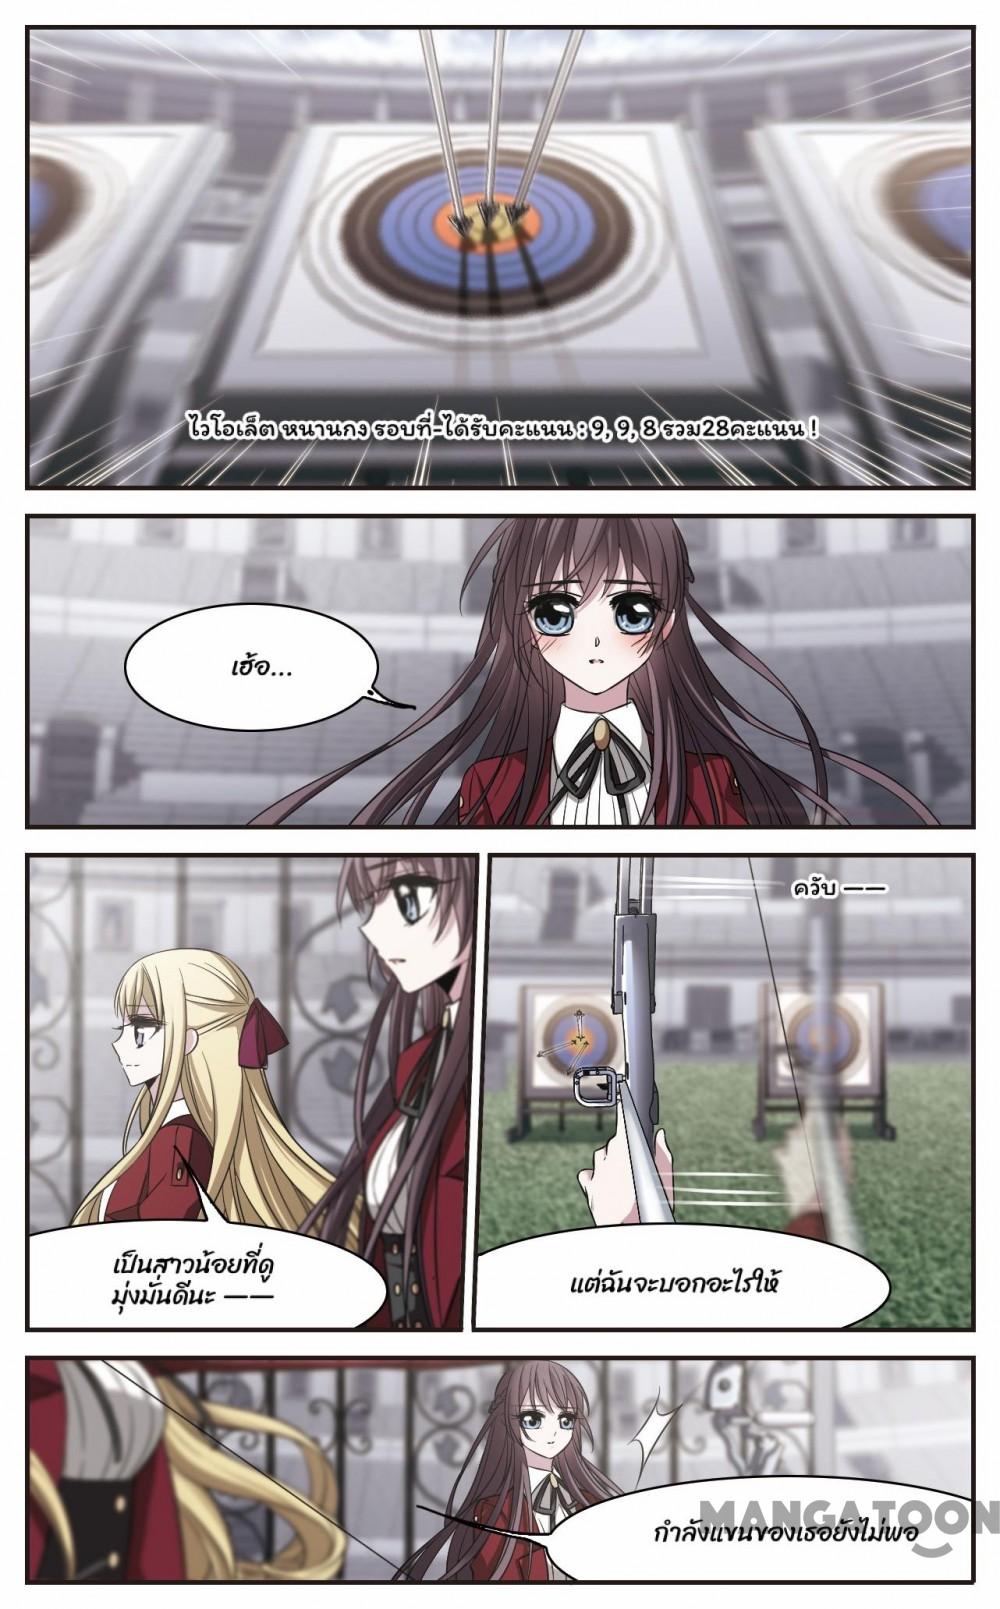 ไวโอเล็ต หนานกง รอบที่-ได้รับคะแนน : 9, 9, 8 รวม28คะแนน !
เฮ้อ...
ควับ ——
เป็นสาวน้อยที่ดู
มุ่งมั่นดีนะ ——
แต่ฉันจะบอกอะไรให้
กำลังแขนของเธอยังไม่พอ
MANGATOON